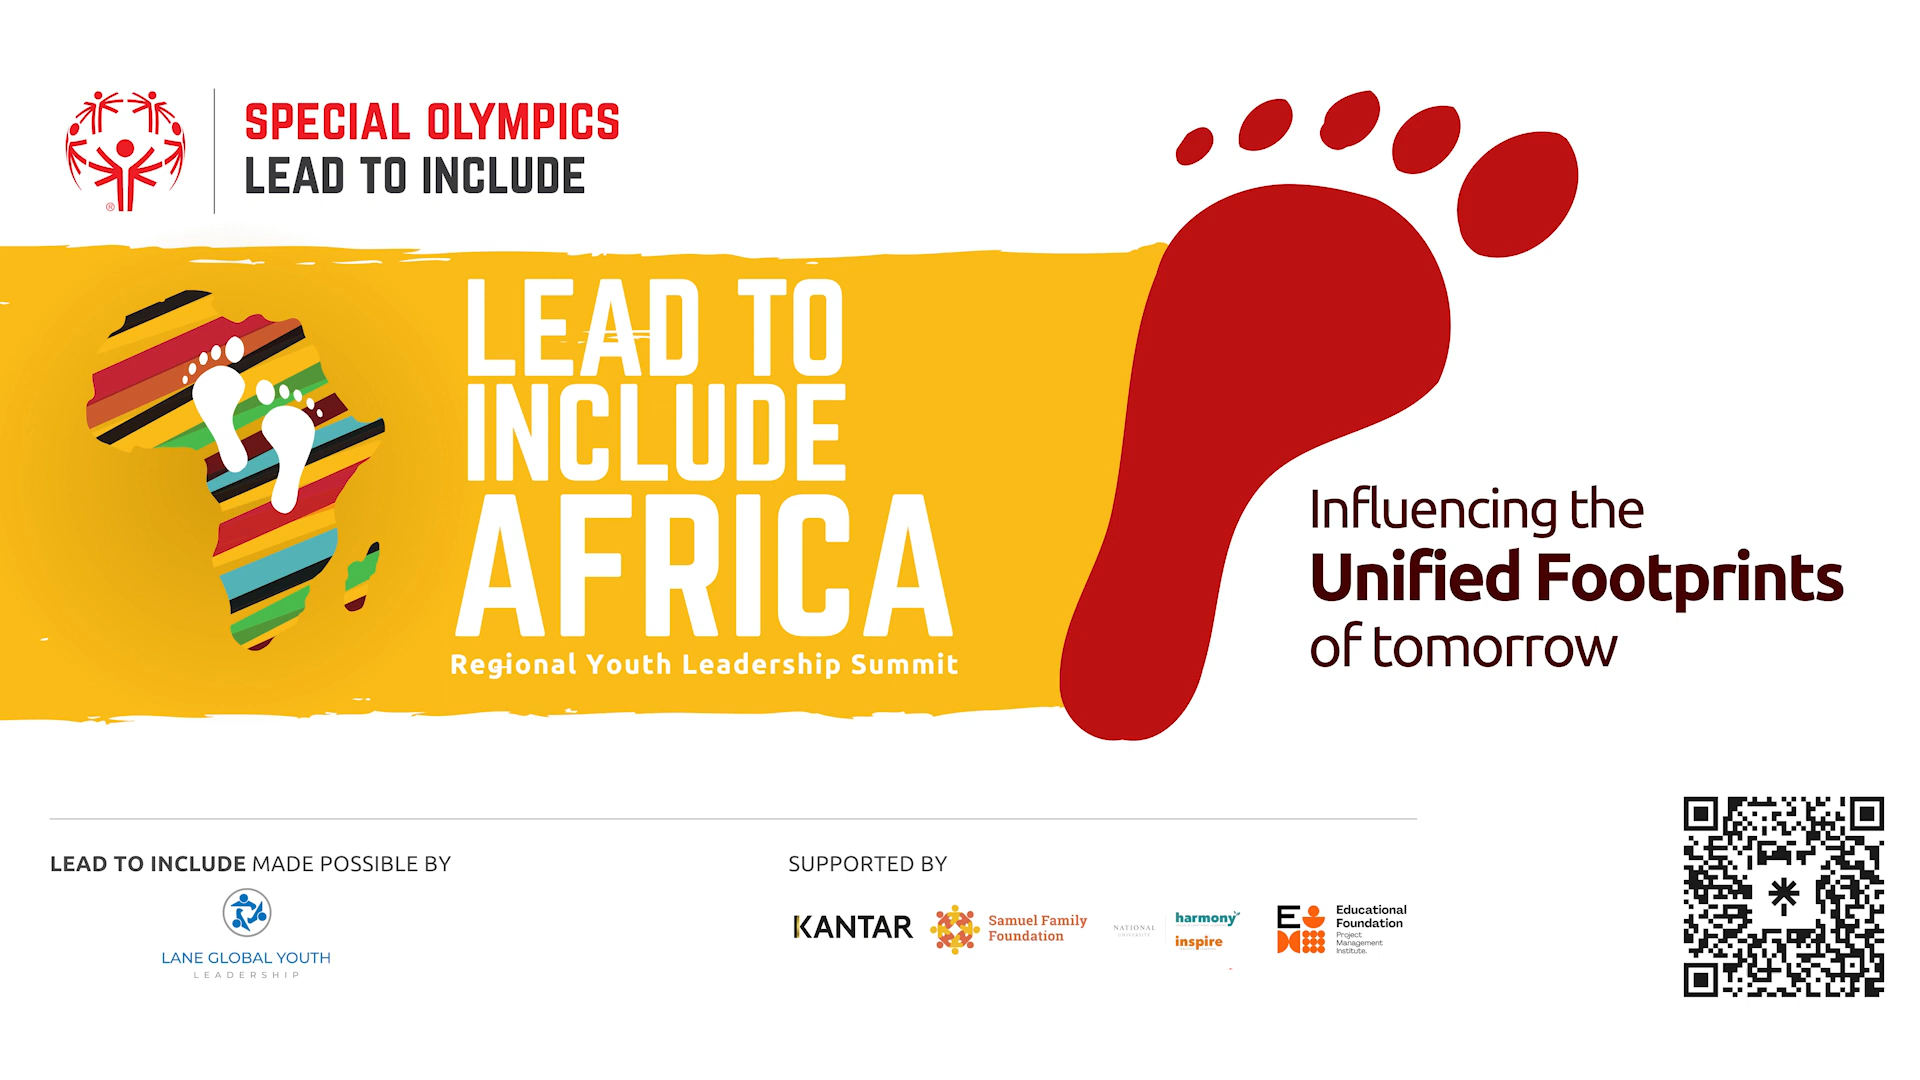 SPECIAL OLYMPICS
LEAD TO INCLUDE
®
LEAD TO
INCLUDE
AFRICA
Regional Youth Leadership Summit
Influencing the
Unified Footprints
of tomorrow
LEAD TO INCLUDE MADE POSSIBLE BY
LANE GLOBAL YOUTH
LEADERSHIP
SUPPORTED BY
KANTAR
Samuel Family
Foundation
NATIONAL
UNIVERSITY
harmony
inspire
Educational
Foundation
Project
Management
Institute.